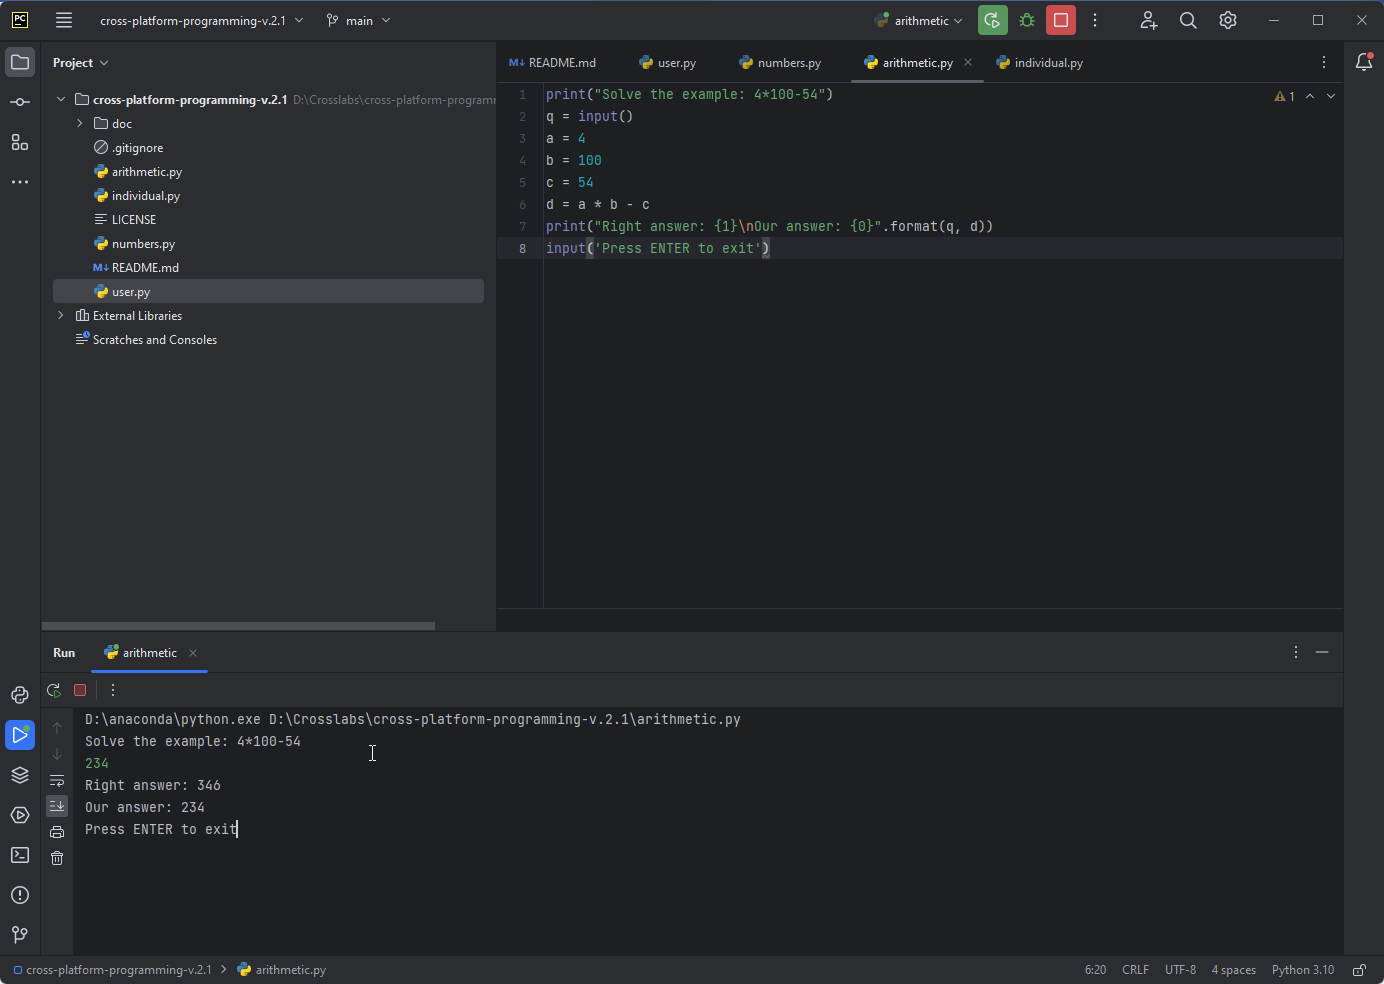 PC cross-platform-programming-v.2.1 main arithmetic
Project
cross-platform-programming-v.2.1 D:\Crosslabs\cross-platform-program
doc
.gitignore
arithmetic.py
individual.py
LICENSE
numbers.py
M↓ README.md
user.py
External Libraries
Scratches and Consoles
M↓ README.md user.py numbers.py arithmetic.py individual.py
1 print("Solve the example: 4*100-54")
2 q = input()
3 a = 4
4 b = 100
5 c = 54
6 d = a * b - c
7 print("Right answer: {1}\nOur answer: {0}".format(q, d))
8 input('Press ENTER to exit')
1
Run arithmetic
D:\anaconda\python.exe D:\Crosslabs\cross-platform-programming-v.2.1\arithmetic.py
Solve the example: 4*100-54
234
Right answer: 346
Our answer: 234
Press ENTER to exit
cross-platform-programming-v.2.1 > arithmetic.py 6:20 CRLF UTF-8 4 spaces Python 3.10